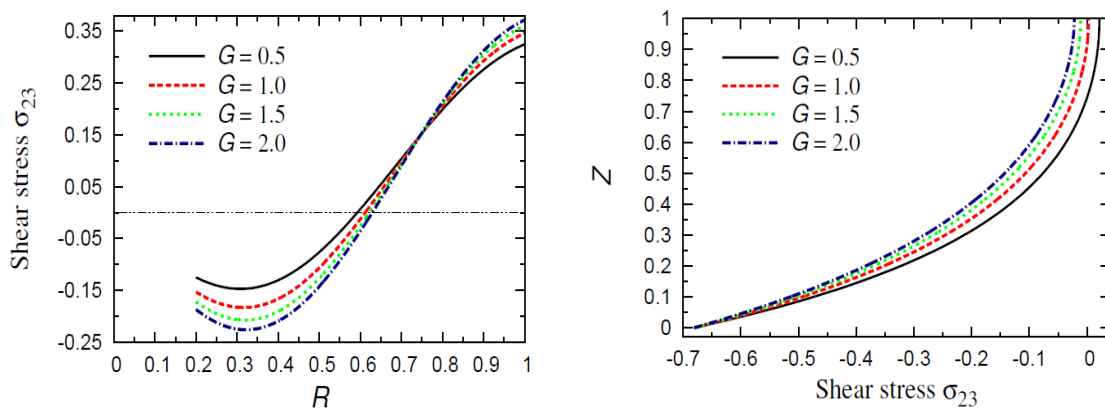 Shear stress σ23
0.35
0.25
0.15
0.05
-0.05
-0.15
-0.25
G = 0.5
G = 1.0
G = 1.5
G = 2.0
0 0.1 0.2 0.3 0.4 0.5 0.6 0.7 0.8 0.9 1
R
Z
1
0.9
0.8
0.7
0.6
0.5
0.4
0.3
0.2
0.1
0
G = 0.5
G = 1.0
G = 1.5
G = 2.0
-0.7 -0.6 -0.5 -0.4 -0.3 -0.2 -0.1 0
Shear stress σ23